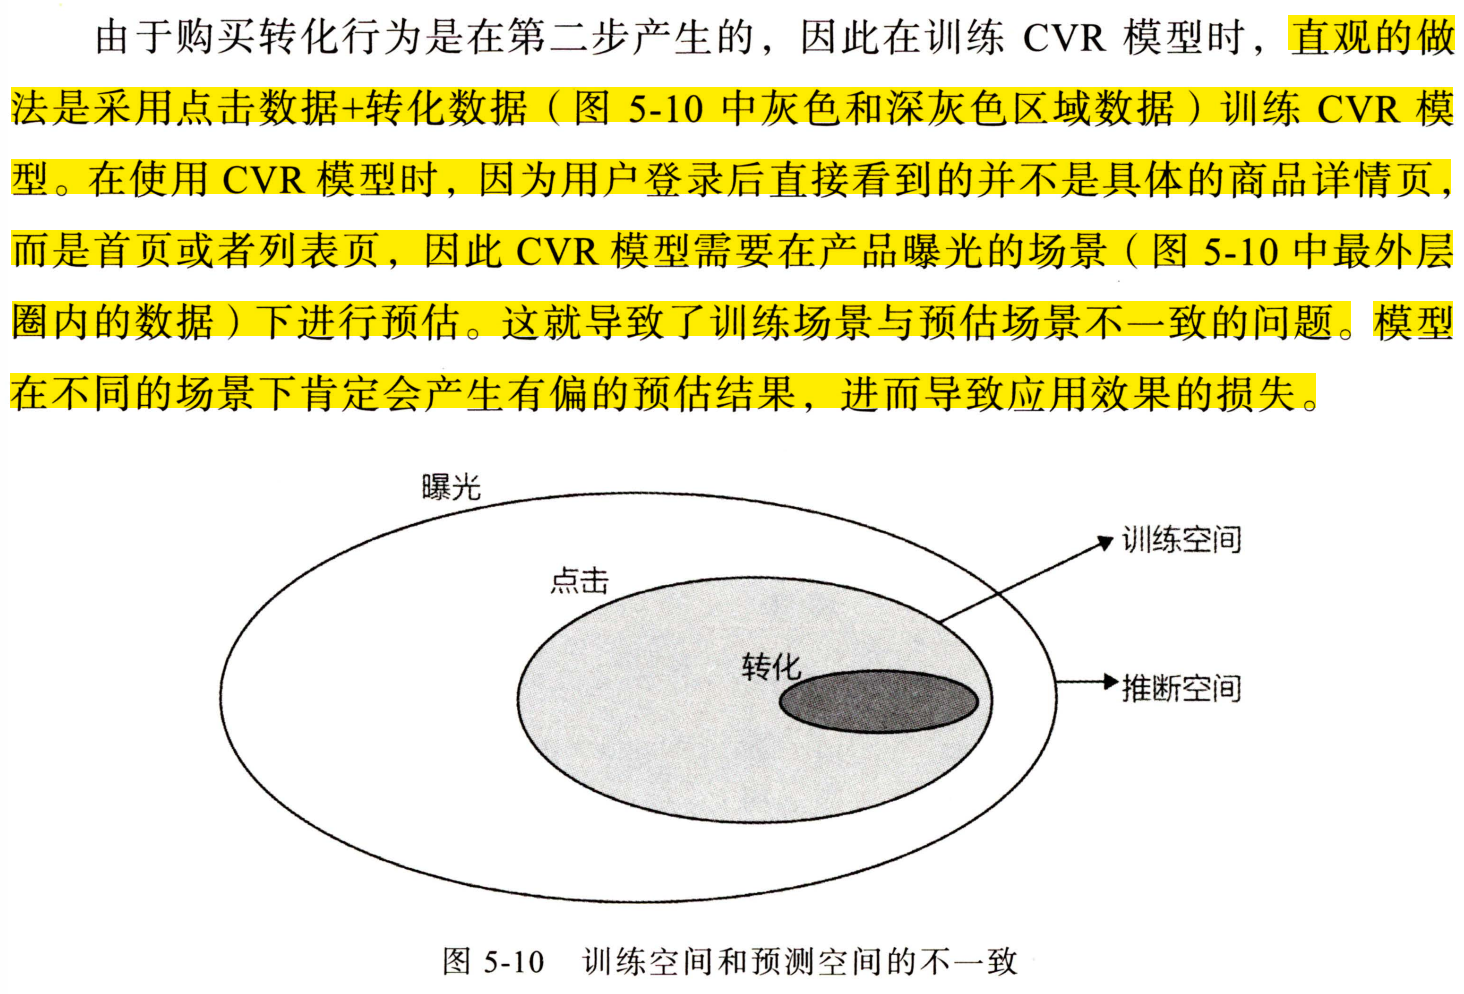 由于购买转化行为是在第二步产生的，因此在训练 CVR 模型时，直观的做
法是采用点击数据+转化数据（图 5-10 中灰色和深灰色区域数据）训练 CVR 模
型。在使用 CVR 模型时，因为用户登录后直接看到的并不是具体的商品详情页，
而是首页或者列表页，因此 CVR 模型需要在产品曝光的场景（图 5-10 中最外层
圈内的数据）下进行预估。这就导致了训练场景与预估场景不一致的问题。模型
在不同的场景下肯定会产生有偏的预估结果，进而导致应用效果的损失。
曝光
训练空间
点击
转化
推断空间
图 5-10 训练空间和预测空间的不一致